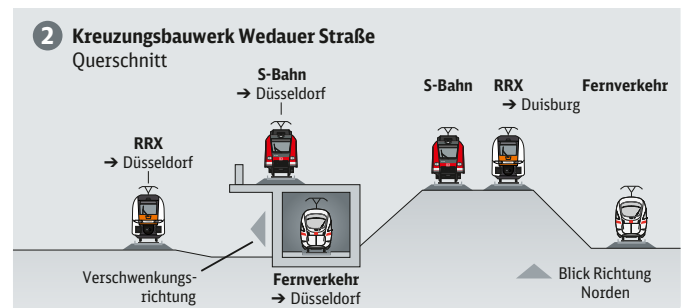 2 Kreuzungsbauwerk Wedauer Straße
Querschnitt
S-Bahn
➔ Düsseldorf
S-Bahn RRX Fernverkehr
➔ Duisburg
RRX
➔ Düsseldorf
Verschwenkungs-
richtung
Fernverkehr
➔ Düsseldorf
Blick Richtung
Norden